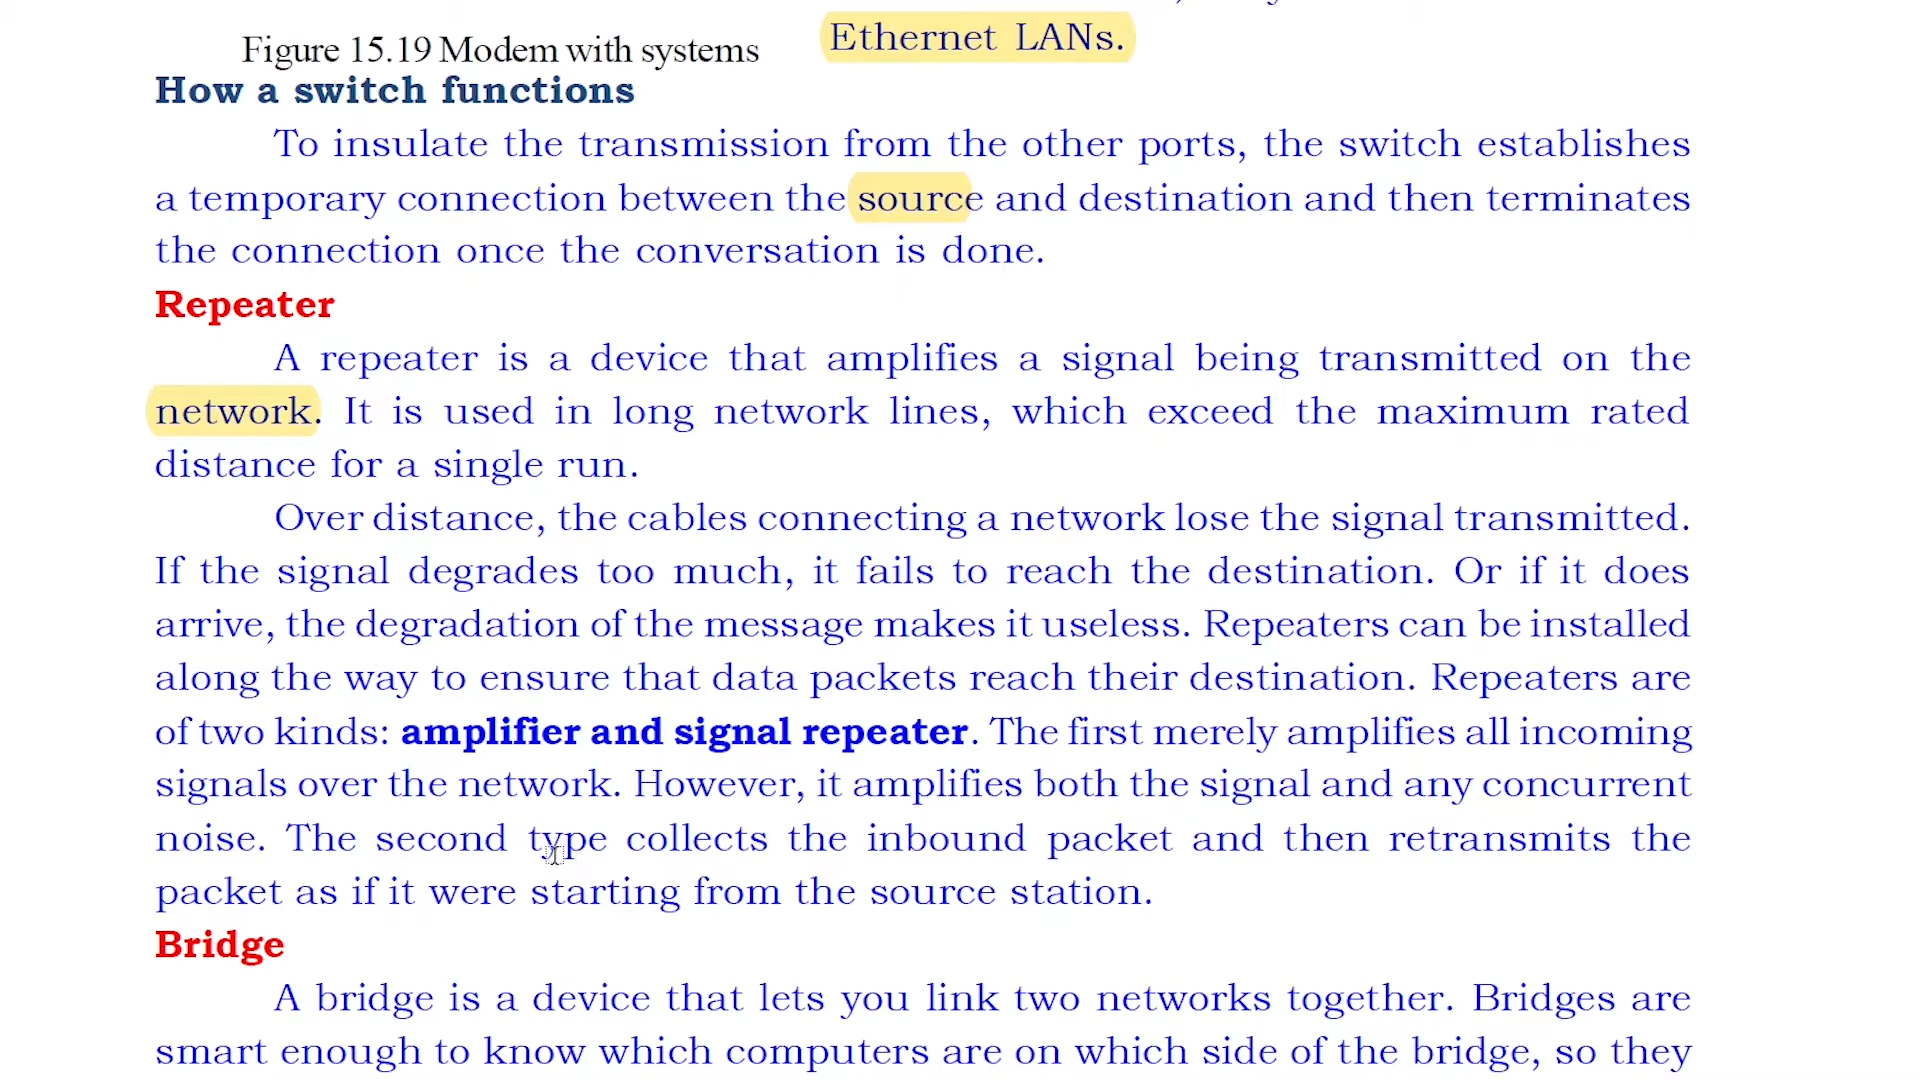 Ethernet LANs.
Figure 15.19 Modem with systems
How a switch functions
To insulate the transmission from the other ports, the switch establishes
a temporary connection between the source and destination and then terminates
the connection once the conversation is done.
Repeater
A repeater is a device that amplifies a signal being transmitted on the
network. It is used in long network lines, which exceed the maximum rated
distance for a single run.
Over distance, the cables connecting a network lose the signal transmitted.
If the signal degrades too much, it fails to reach the destination. Or if it does
arrive, the degradation of the message makes it useless. Repeaters can be installed
along the way to ensure that data packets reach their destination. Repeaters are
of two kinds: amplifier and signal repeater. The first merely amplifies all incoming
signals over the network. However, it amplifies both the signal and any concurrent
noise. The second type collects the inbound packet and then retransmits the
packet as if it were starting from the source station.
Bridge
A bridge is a device that lets you link two networks together. Bridges are
smart enough to know which computers are on which side of the bridge, so they